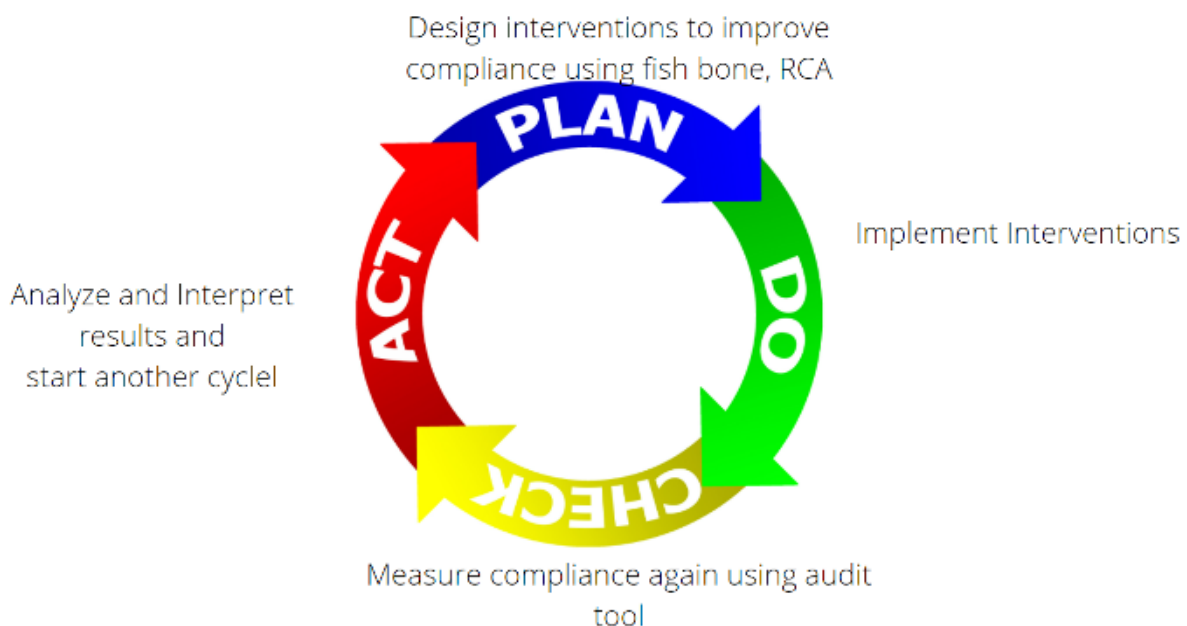 Design interventions to improve
compliance using fish bone, RCA
PLAN
Implement Interventions
DO
Analyze and Interpret
results and
start another cyclel
ACT
CHECK
Measure compliance again using audit
tool